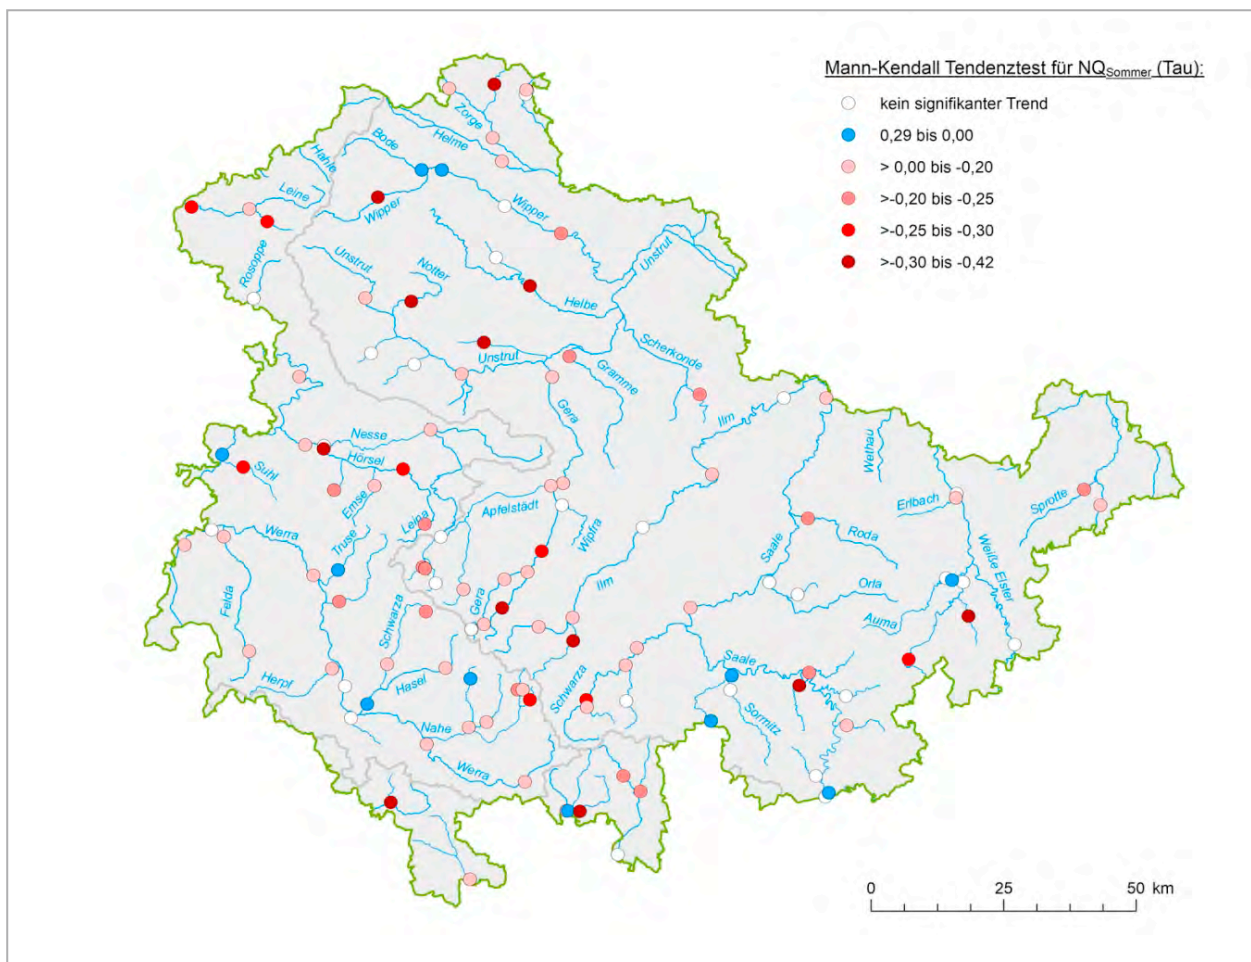 Mann-Kendall Tendenztest für NQSommer (Tau):
kein signifikanter Trend
0,29 bis 0,00
> 0,00 bis -0,20
>-0,20 bis -0,25
>-0,25 bis -0,30
>-0,30 bis -0,42
Zorge
Bode
Helme
Hahle
Leine
Wipper
Wipper
Rosoppe
Unstrut
Notter
Unstrut
Helbe
Scherkonde
Unstrut
Gramme
Gera
Ilm
Nesse
Hörsel
Suhl
Emse
Wethau
Erlbach
Sprotte
Apfelstädt
Leina
Wipfra
Werra
Truse
Saale
Roda
Weiße Elster
Orla
Ilm
Felda
Schwarza
Gera
Auma
Herpf
Hasel
Schwarza
Saale
Sormitz
Nahe
Werra
0 25 50 km